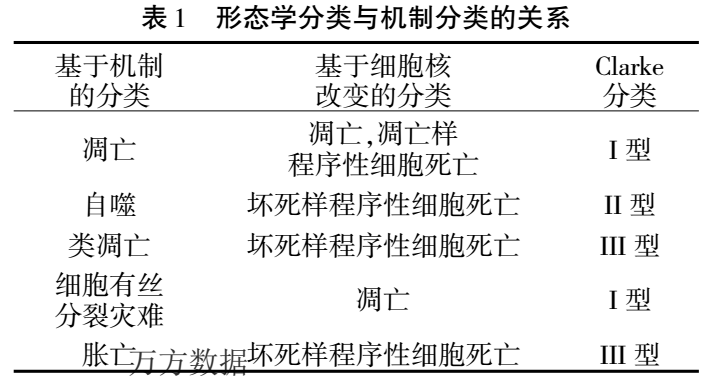 表 1 形态学分类与机制分类的关系
基于机制 基于细胞核 Clarke
的分类 改变的分类 分类
凋亡,凋亡样
凋亡 I 型
程序性细胞死亡
自噬 坏死样程序性细胞死亡 II 型
类凋亡 坏死样程序性细胞死亡 III 型
细胞有丝
凋亡 I 型
分裂灾难
胀亡 坏死样程序性细胞死亡 III 型
万方数据